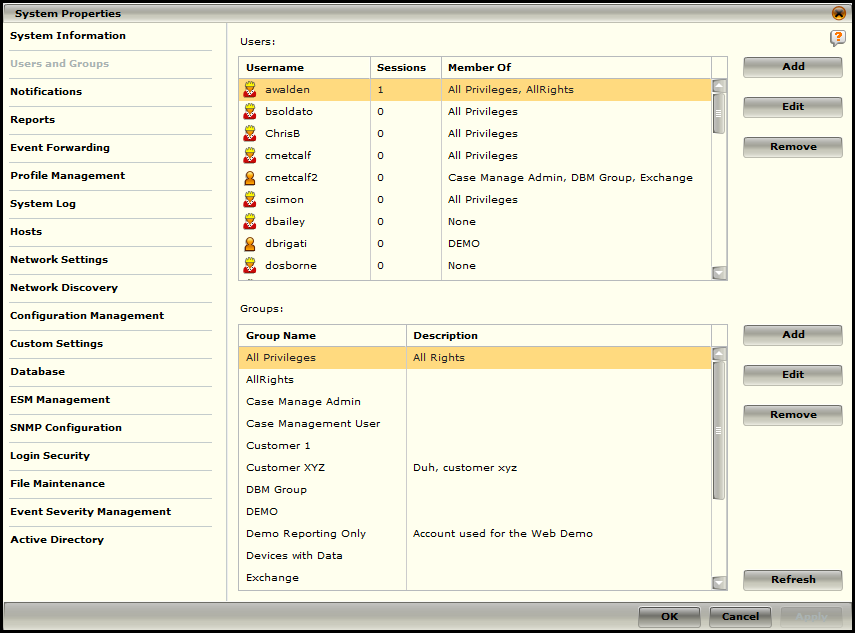 System Properties
System Information
Users and Groups
Notifications
Reports
Event Forwarding
Profile Management
System Log
Hosts
Network Settings
Network Discovery
Configuration Management
Custom Settings
Database
ESM Management
SNMP Configuration
Login Security
File Maintenance
Event Severity Management
Active Directory
Users:
Username Sessions Member Of
awalden 1 All Privileges, AllRights
bsoldato 0 All Privileges
ChrisB 0 All Privileges
cmetcalf 0 All Privileges
cmetcalf2 0 Case Manage Admin, DBM Group, Exchange
csimon 0 All Privileges
dbailey 0 None
dbrigati 0 DEMO
dosborne 0 None
Add
Edit
Remove
Groups:
Group Name Description
All Privileges All Rights
AllRights
Case Manage Admin
Case Management User
Customer 1
Customer XYZ Duh, customer xyz
DBM Group
DEMO
Demo Reporting Only Account used for the Web Demo
Devices with Data
Exchange
Add
Edit
Remove
Refresh
OK Cancel Apply